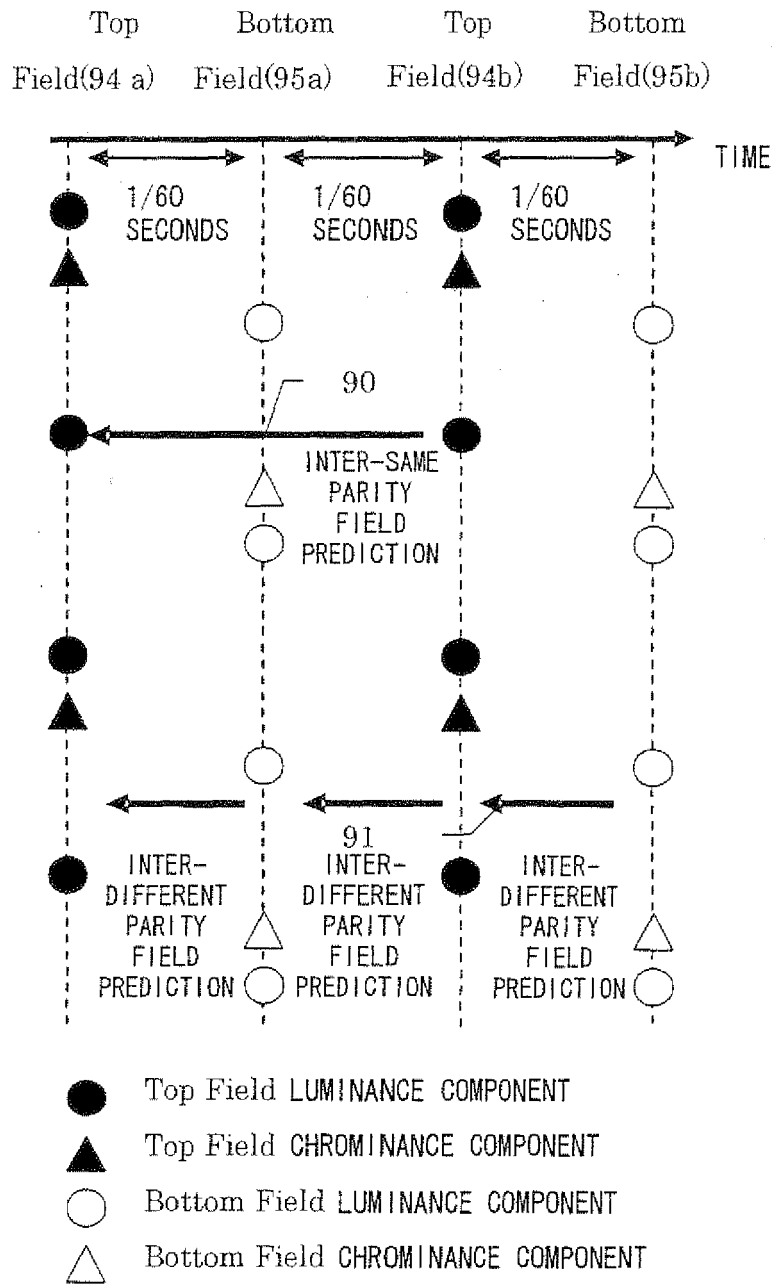 Top Bottom Top Bottom
Field(94 a) Field(95a) Field(94b) Field(95b)
TIME
1/60
SECONDS
1/60
SECONDS
1/60
SECONDS
90
INTER-SAME
PARITY
FIELD
PREDICTION
91
INTER-
DIFFERENT
PARITY
FIELD
PREDICTION
INTER-
DIFFERENT
PARITY
FIELD
PREDICTION
INTER-
DIFFERENT
PARITY
FIELD
PREDICTION
Top Field LUMINANCE COMPONENT
Top Field CHROMINANCE COMPONENT
Bottom Field LUMINANCE COMPONENT
Bottom Field CHROMINANCE COMPONENT